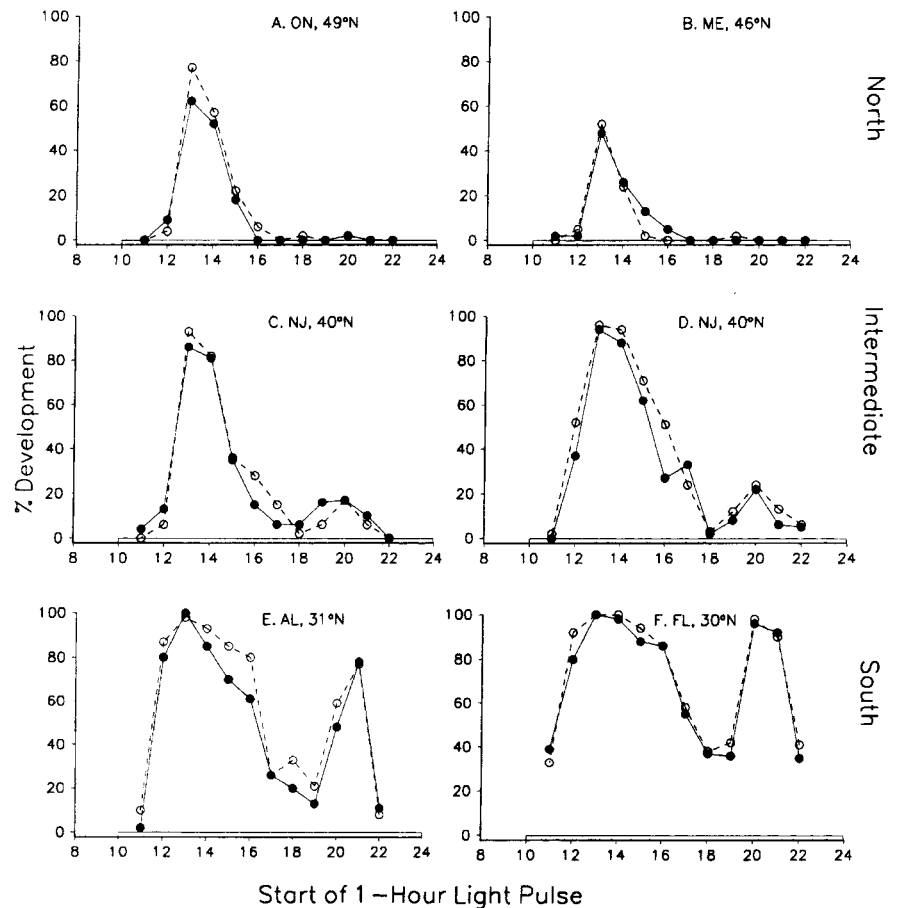 A. ON, 49°N
100
80
60
40
20
0
8 10 12 14 16 18 20 22 24
B. ME, 46°N
100
80
60
40
20
0
8 10 12 14 16 18 20 22 24
North
C. NJ, 40°N
100
80
60
40
20
0
8 10 12 14 16 18 20 22 24
D. NJ, 40°N
100
80
60
40
20
0
8 10 12 14 16 18 20 22 24
Intermediate
% Development
E. AL, 31°N
100
80
60
40
20
0
8 10 12 14 16 18 20 22 24
F. FL, 30°N
100
80
60
40
20
0
8 10 12 14 16 18 20 22 24
South
Start of 1-Hour Light Pulse